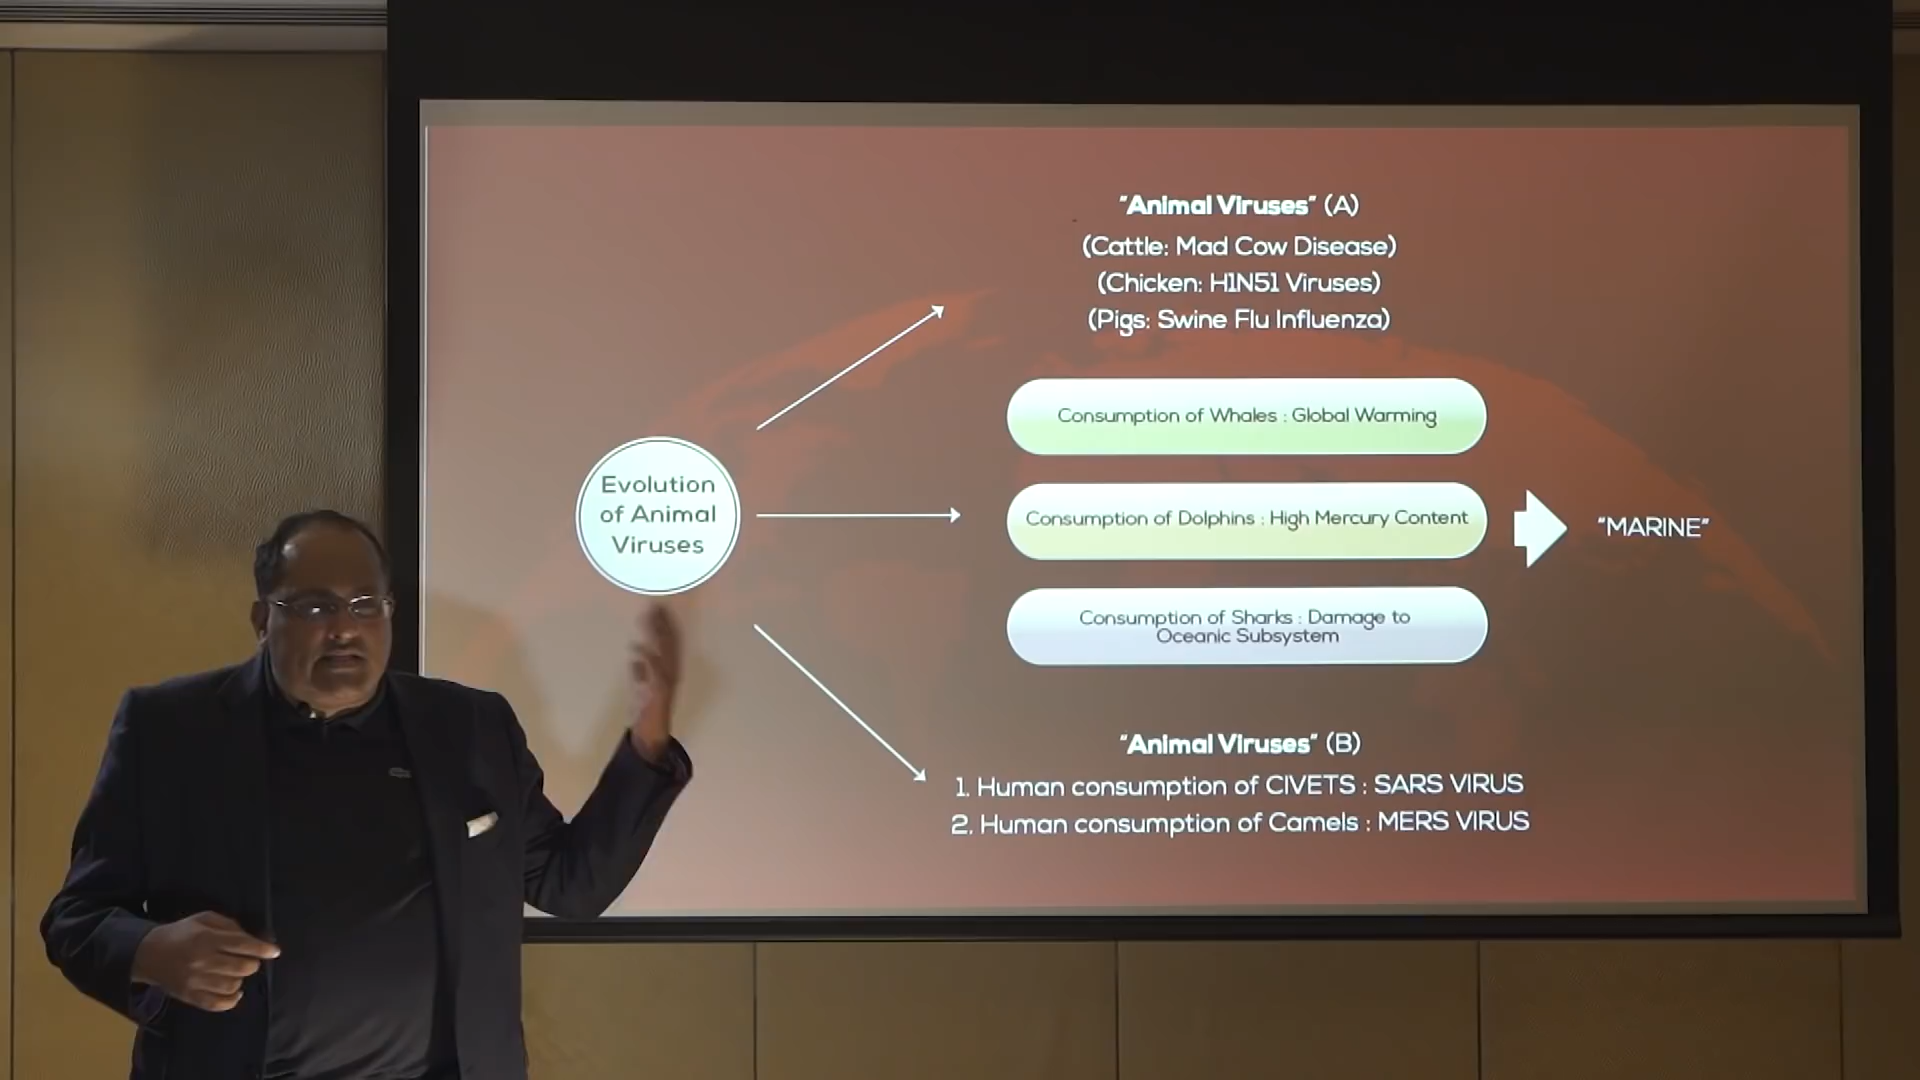 "Animal Viruses" (A)
(Cattle: Mad Cow Disease)
(Chicken: H1N51 Viruses)
(Pigs: Swine Flu Influenza)
Evolution
of Animal
Viruses
Consumption of Whales : Global Warming
Consumption of Dolphins : High Mercury Content
Consumption of Sharks : Damage to
Oceanic Subsystem
"MARINE"
"Animal Viruses" (B)
1. Human consumption of CIVETS : SARS VIRUS
2. Human consumption of Camels : MERS VIRUS